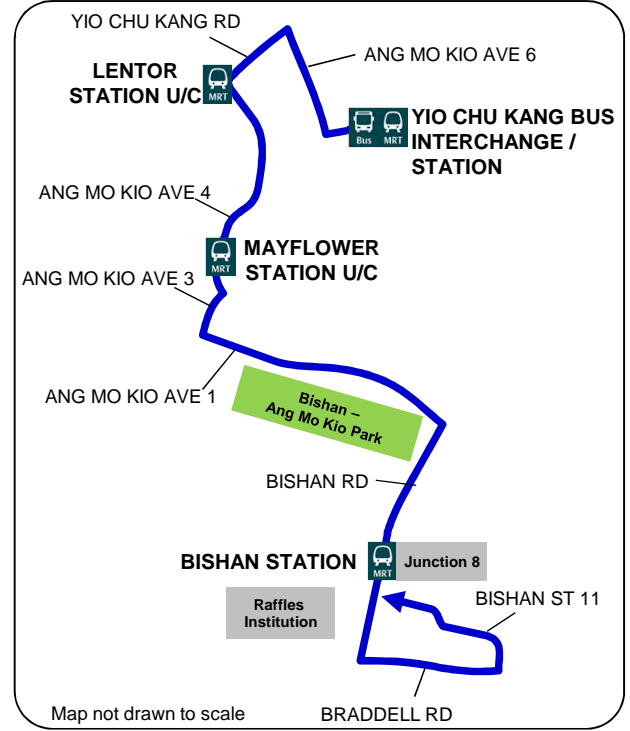 YIO CHU KANG RD
ANG MO KIO AVE 6
LENTOR
STATION U/C
MRT
Bus MRT
YIO CHU KANG BUS
INTERCHANGE /
STATION
ANG MO KIO AVE 4
MRT
MAYFLOWER
STATION U/C
ANG MO KIO AVE 3
ANG MO KIO AVE 1
Bishan –
Ang Mo Kio Park
BISHAN RD
BISHAN STATION
MRT
Junction 8
Raffles
Institution
BISHAN ST 11
Map not drawn to scale
BRADDELL RD